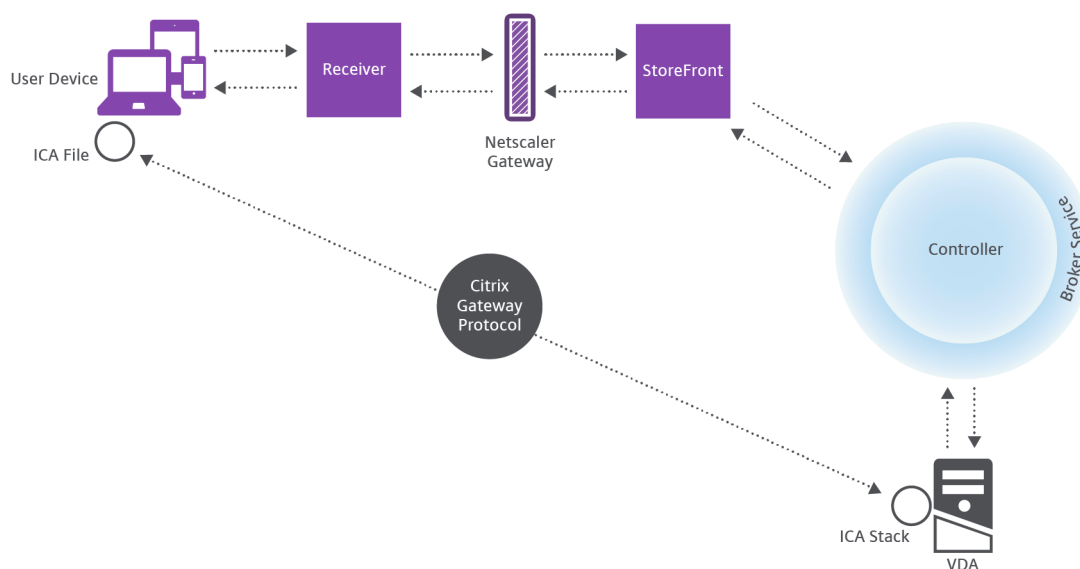 User Device
Receiver
StoreFront
Netscaler
Gateway
ICA File
Controller
Broker Service
Citrix
Gateway
Protocol
ICA Stack
VDA